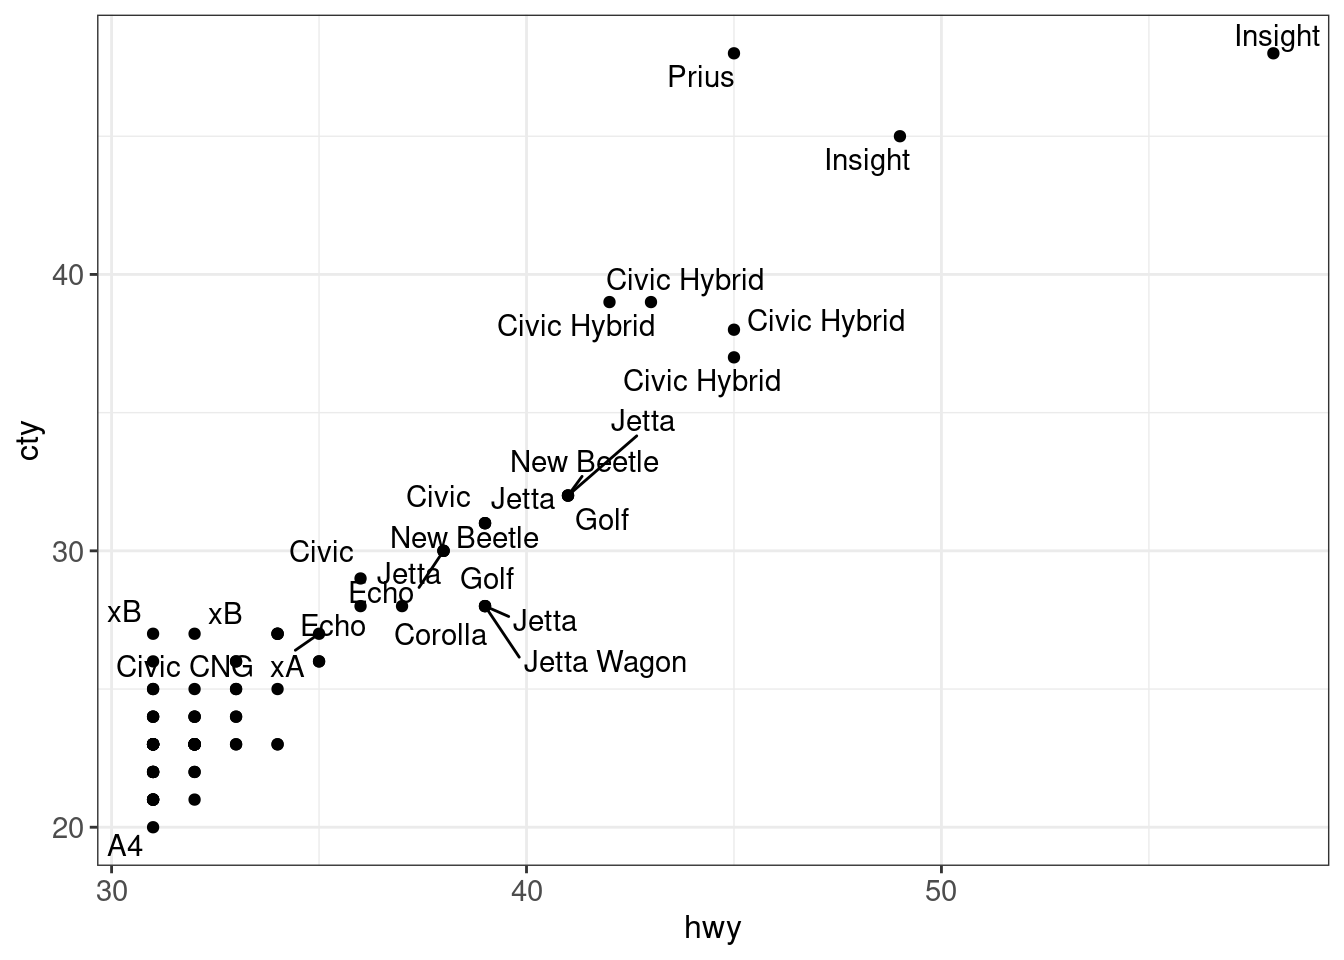 Insight
Prius
Insight
40
Civic Hybrid
Civic Hybrid
Civic Hybrid
Civic Hybrid
Jetta
cty
New Beetle
Civic
Jetta
Golf
New Beetle
30
Civic
Jetta
Golf
Echo
xB
xB
Jetta
Echo
Corolla
Civic CNG
xA
Jetta Wagon
20
A4
30
40
50
hwy